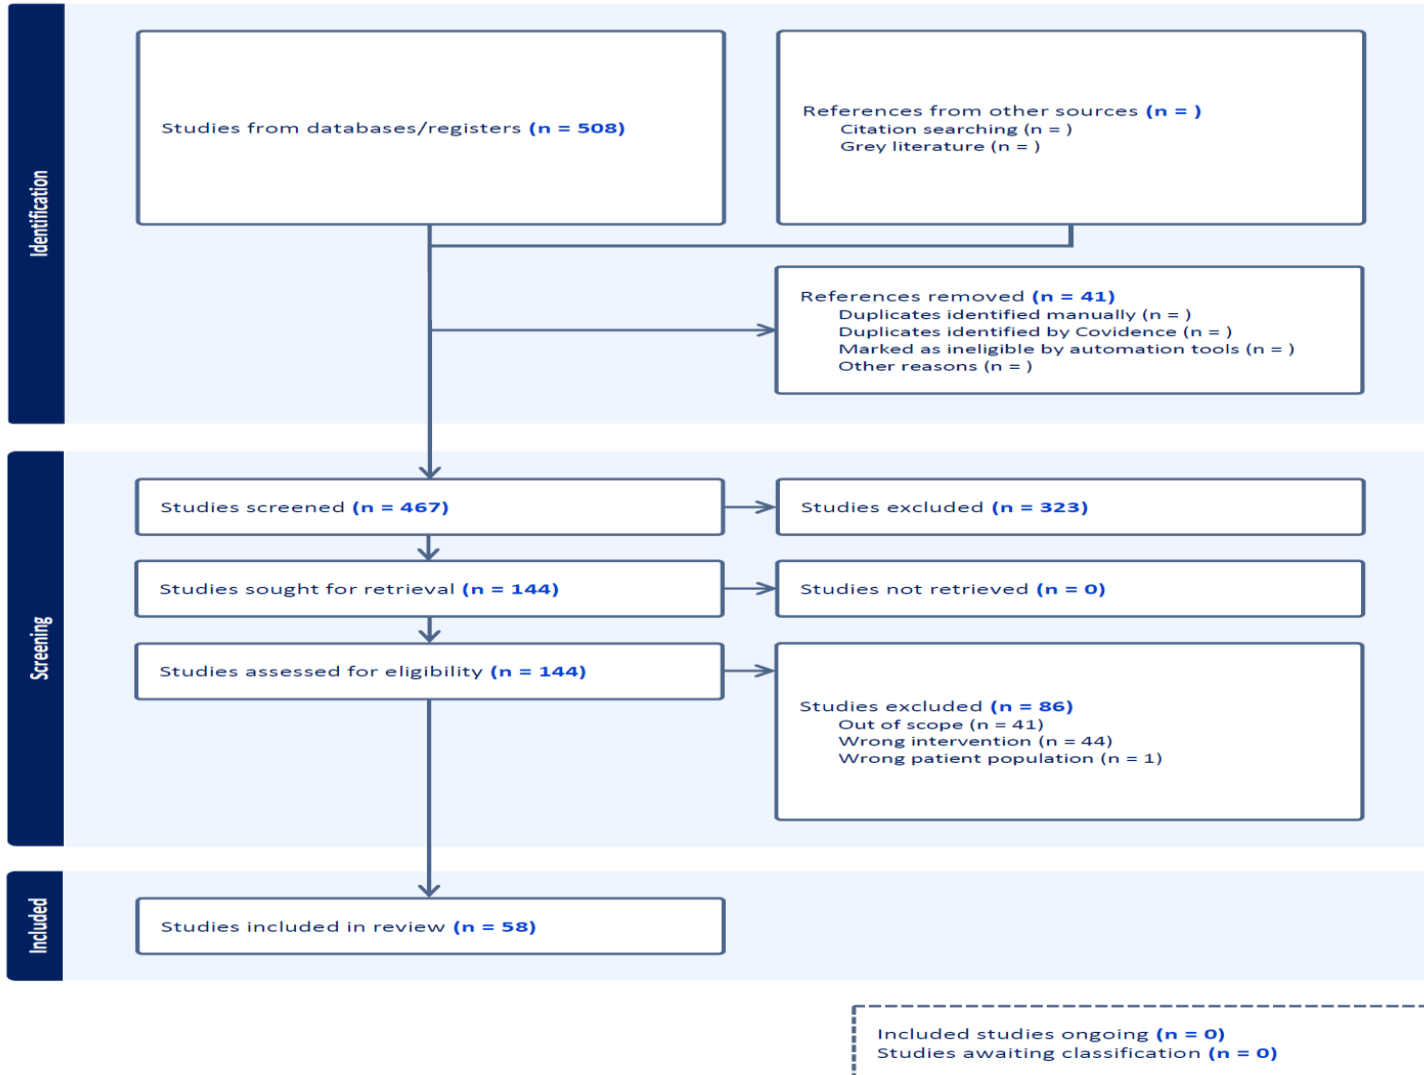 Identification
Studies from databases/registers (n = 508)
References from other sources (n = )
Citation searching (n = )
Grey literature (n = )
References removed (n = 41)
Duplicates identified manually (n = )
Duplicates identified by Covidence (n = )
Marked as ineligible by automation tools (n = )
Other reasons (n = )
Screening
Studies screened (n = 467)
Studies excluded (n = 323)
Studies sought for retrieval (n = 144)
Studies not retrieved (n = 0)
Studies assessed for eligibility (n = 144)
Studies excluded (n = 86)
Out of scope (n = 41)
Wrong intervention (n = 44)
Wrong patient population (n = 1)
Included
Studies included in review (n = 58)
Included studies ongoing (n = 0)
Studies awaiting classification (n = 0)